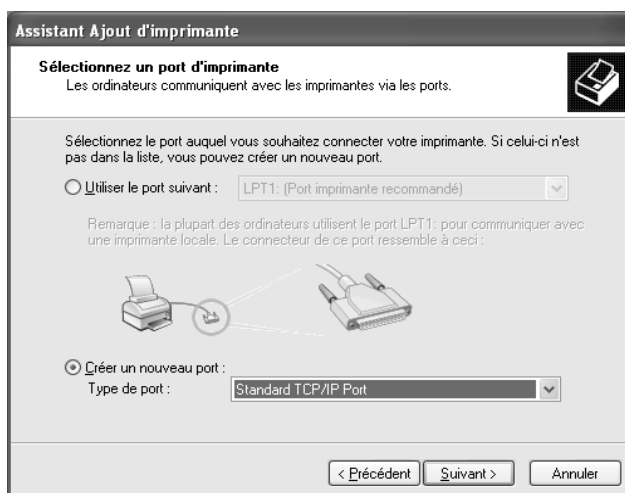 Assistant Ajout d'imprimante
Sélectionnez un port d'imprimante
Les ordinateurs communiquent avec les imprimantes via les ports.
Sélectionnez le port auquel vous souhaitez connecter votre imprimante. Si celui-ci n'est
pas dans la liste, vous pouvez créer un nouveau port.
Utiliser le port suivant : LPT1: (Port imprimante recommandé)
Remarque : la plupart des ordinateurs utilisent le port LPT1: pour communiquer avec
une imprimante locale. Le connecteur de ce port ressemble à ceci :
Créer un nouveau port :
Type de port : Standard TCP/IP Port
< Précédent Suivant > Annuler